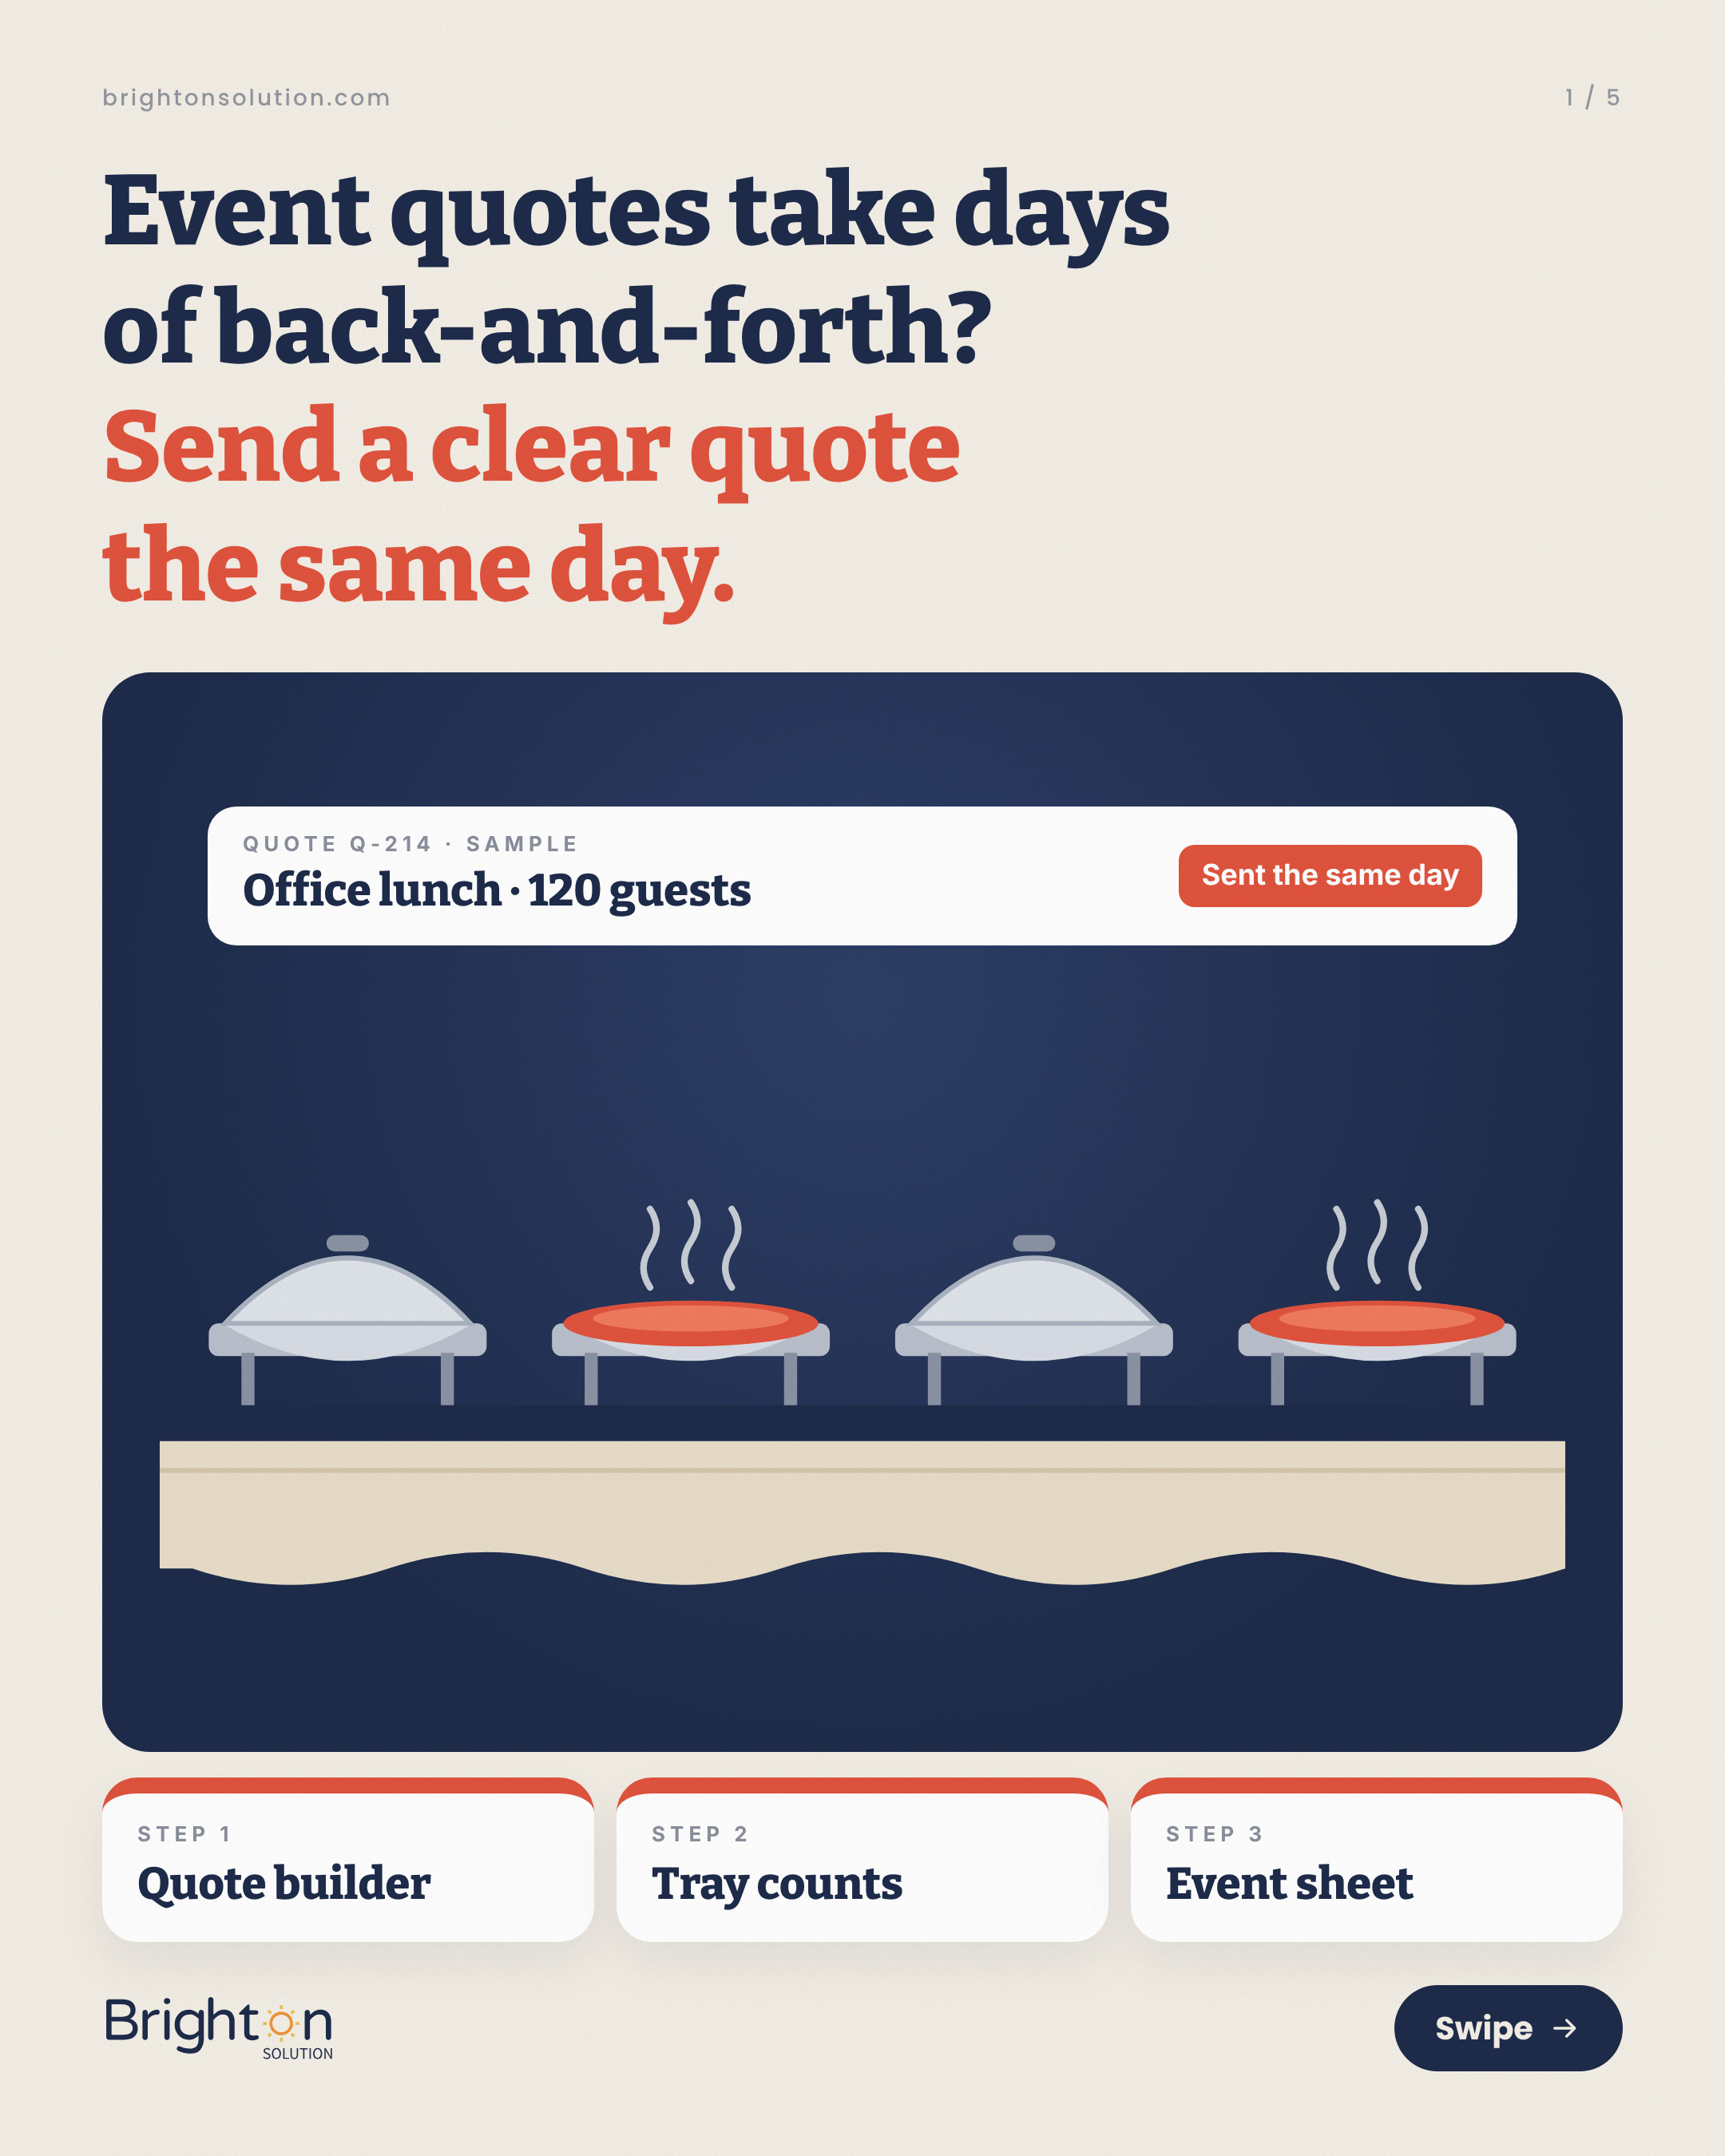 brightonsolution.com
1 / 5
Event quotes take days
of back-and-forth?
Send a clear quote
the same day.
QUOTE Q-214 · SAMPLE
Office lunch · 120 guests
Sent the same day
STEP 1
Quote builder
STEP 2
Tray counts
STEP 3
Event sheet
Brighton
SOLUTION
Swipe →